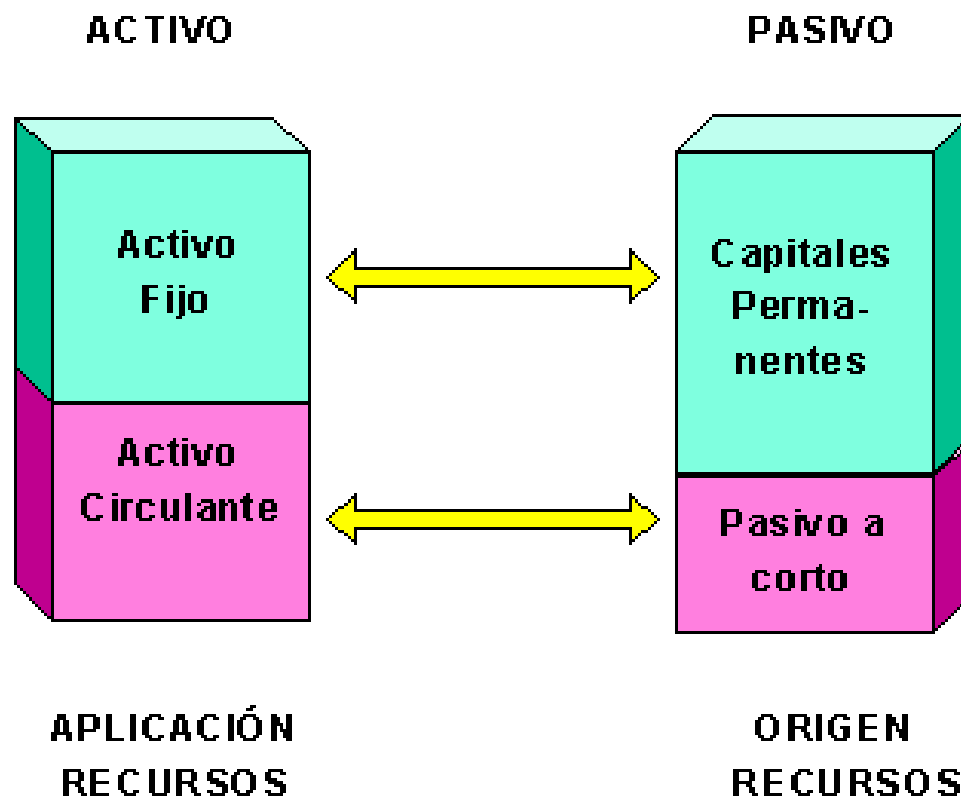 ACTIVO
PASIVO
Activo
Fijo
Capitales
Perma-
nentes
Activo
Circulante
Pasivo a
corto
APLICACIÓN
RECURSOS
ORIGEN
RECURSOS